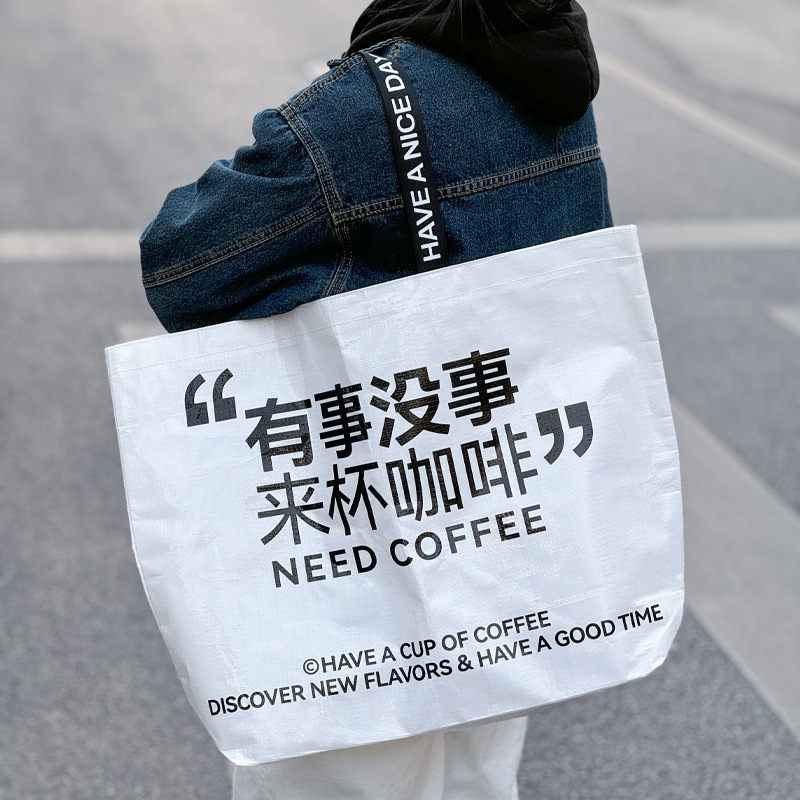 HAVE A NICE DAY
“有事没事
来杯咖啡”
NEED COFFEE
©HAVE A CUP OF COFFEE
DISCOVER NEW FLAVORS & HAVE A GOOD TIME